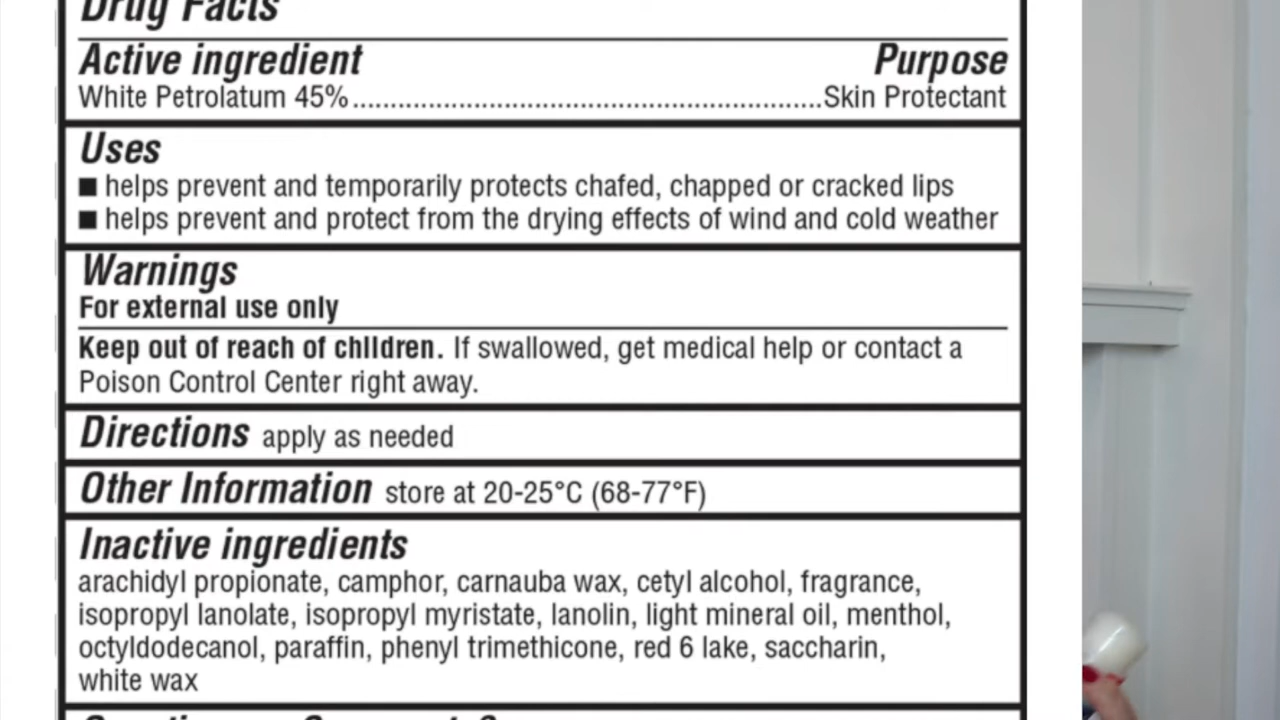 Drug Facts
Active ingredient Purpose
White Petrolatum 45%......................................................................Skin Protectant
Uses
■ helps prevent and temporarily protects chafed, chapped or cracked lips
■ helps prevent and protect from the drying effects of wind and cold weather
Warnings
For external use only
Keep out of reach of children. If swallowed, get medical help or contact a
Poison Control Center right away.
Directions apply as needed
Other Information store at 20-25°C (68-77°F)
Inactive ingredients
arachidyl propionate, camphor, carnauba wax, cetyl alcohol, fragrance,
isopropyl lanolate, isopropyl myristate, lanolin, light mineral oil, menthol,
octyldodecanol, paraffin, phenyl trimethicone, red 6 lake, saccharin,
white wax